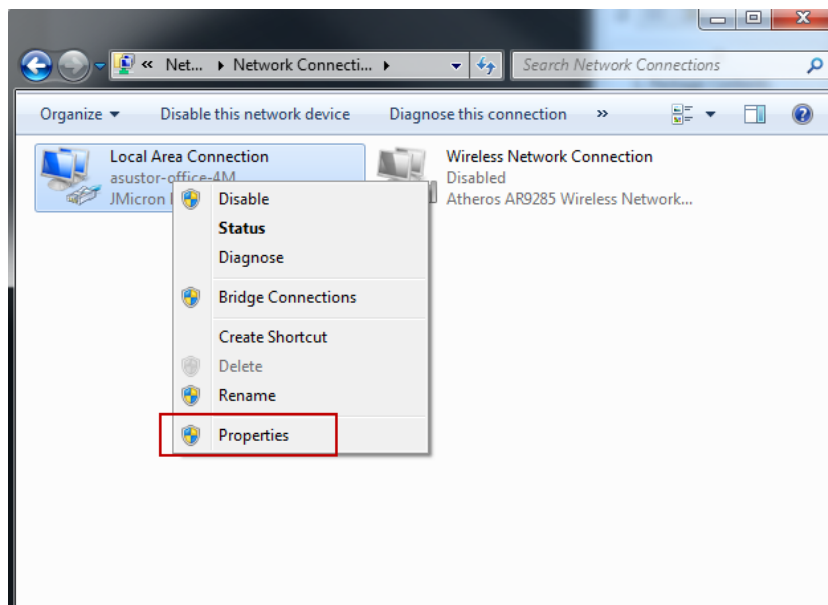 « Net... Network Connecti...
Search Network Connections
Organize Disable this network device Diagnose this connection »
Local Area Connection
asustor-office-4M
JMicron
Wireless Network Connection
Disabled
Atheros AR9285 Wireless Network...
Disable
Status
Diagnose
Bridge Connections
Create Shortcut
Delete
Rename
Properties